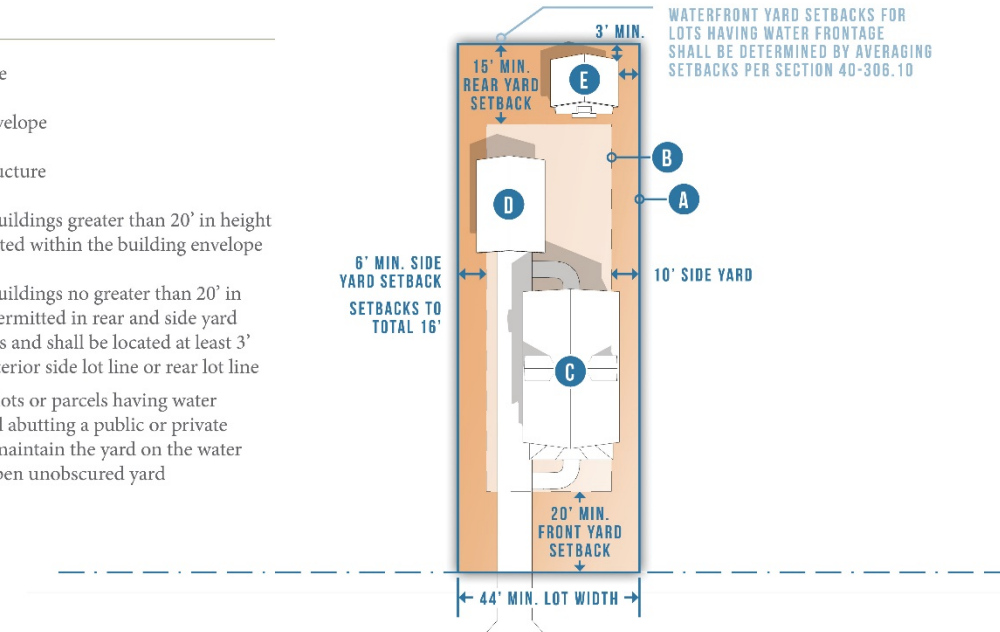 e
velope
ucture
uildings greater than 20’ in height
ted within the building envelope
uildings no greater than 20’ in
ermitted in rear and side yard
s and shall be located at least 3’
terior side lot line or rear lot line
ots or parcels having water
l abutting a public or private
maintain the yard on the water
pen unobscured yard
WATERFRONT YARD SETBACKS FOR
LOTS HAVING WATER FRONTAGE
SHALL BE DETERMINED BY AVERAGING
SETBACKS PER SECTION 40-306.10
3’ MIN.
15’ MIN.
REAR YARD
SETBACK
E
B
A
D
6’ MIN. SIDE
YARD SETBACK
SETBACKS TO
TOTAL 16’
10’ SIDE YARD
C
20’ MIN.
FRONT YARD
SETBACK
44’ MIN. LOT WIDTH